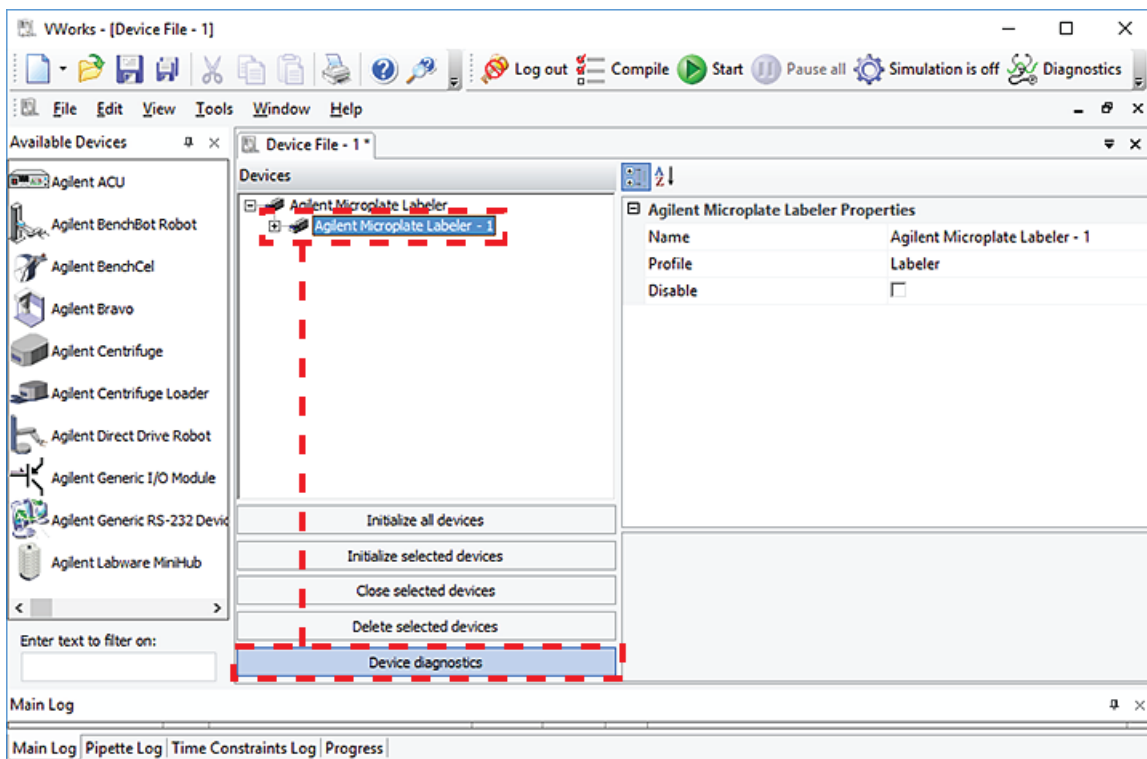 VWorks - [Device File - 1]
Log out Compile Start Pause all Simulation is off Diagnostics
File Edit View Tools Window Help
Available Devices
Agilent ACU
Agilent BenchBot Robot
Agilent BenchCel
Agilent Bravo
Agilent Centrifuge
Agilent Centrifuge Loader
Agilent Direct Drive Robot
Agilent Generic I/O Module
Agilent Generic RS-232 Devic
Agilent Labware MiniHub
Enter text to filter on:
Device File - 1 *
Devices
Agilent Microplate Labeler
Agilent Microplate Labeler - 1
Initialize all devices
Initialize selected devices
Close selected devices
Delete selected devices
Device diagnostics
Agilent Microplate Labeler Properties
Name Agilent Microplate Labeler - 1
Profile Labeler
Disable
Main Log
Main Log Pipette Log Time Constraints Log Progress